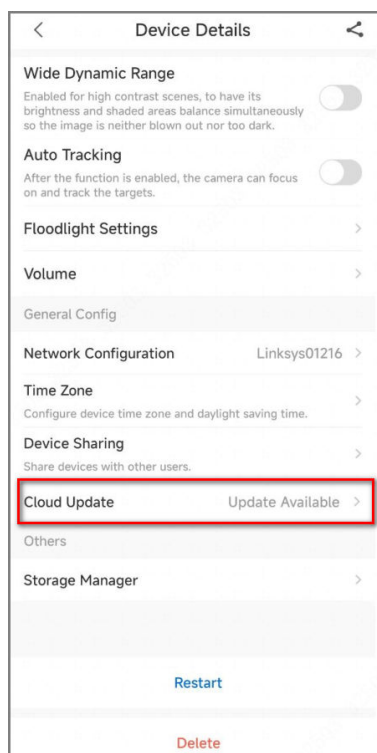 Device Details
Wide Dynamic Range
Enabled for high contrast scenes, to have its
brightness and shaded areas balance simultaneously
so the image is neither blown out nor too dark.
Auto Tracking
After the function is enabled, the camera can focus
on and track the targets.
Floodlight Settings
Volume
General Config
Network Configuration Linksys01216
Time Zone
Configure device time zone and daylight saving time.
Device Sharing
Share devices with other users.
Cloud Update Update Available
Others
Storage Manager
Restart
Delete